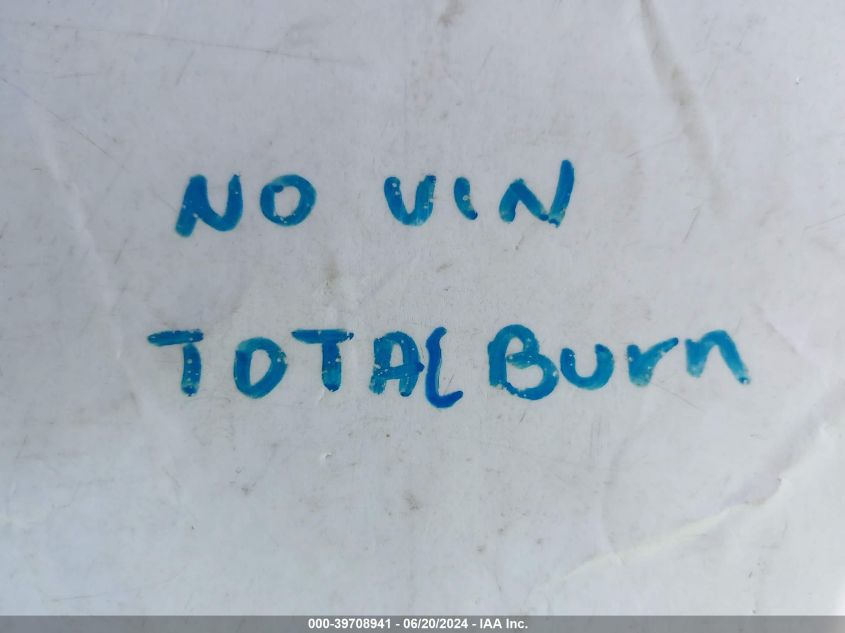 NO VIN
TOTAL Burn
000-39708941 - 06/20/2024 - IAA Inc.